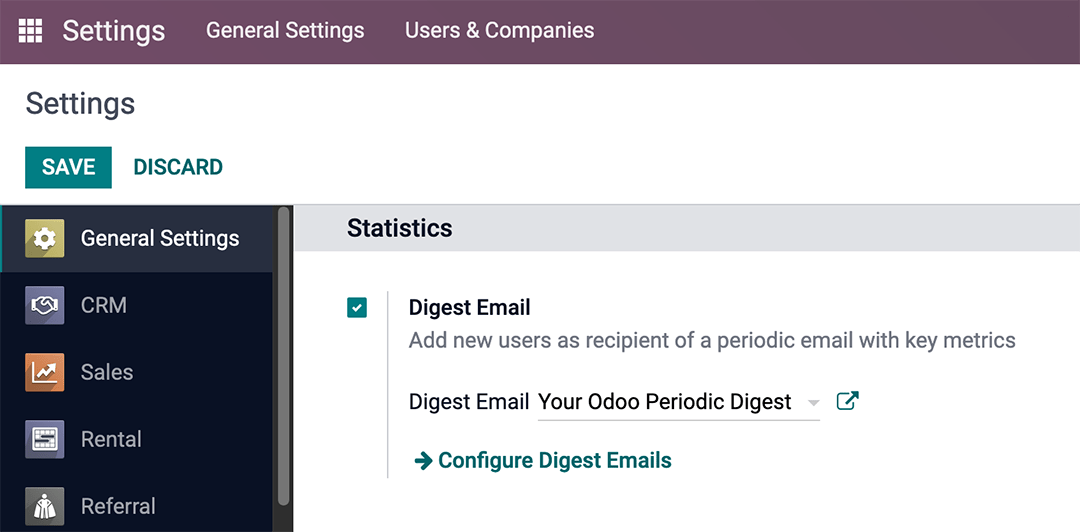 Settings General Settings Users & Companies
Settings
SAVE DISCARD
General Settings
CRM
Sales
Rental
Referral
Statistics
Digest Email
Add new users as recipient of a periodic email with key metrics
Digest Email Your Odoo Periodic Digest
Configure Digest Emails